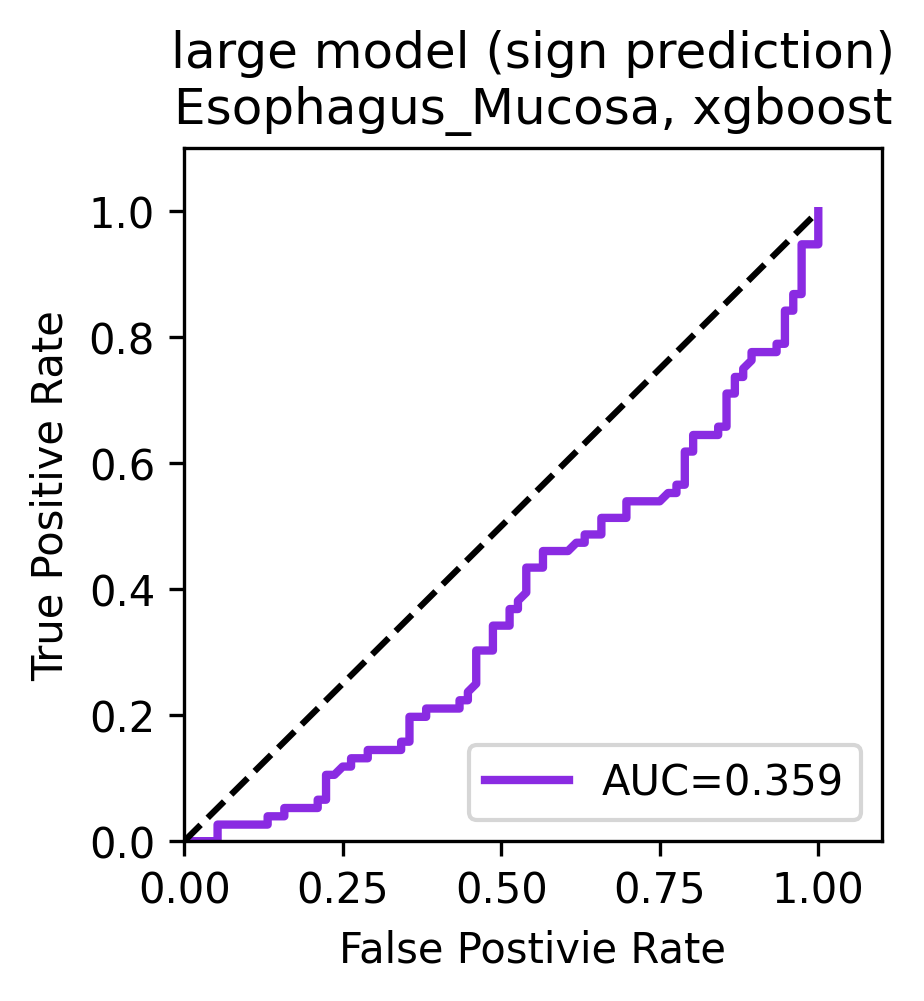 large model (sign prediction)
Esophagus_Mucosa, xgboost
1.0
0.8
0.6
0.4
0.2
0.0
True Positive Rate
AUC=0.359
0.00 0.25 0.50 0.75 1.00
False Postivie Rate